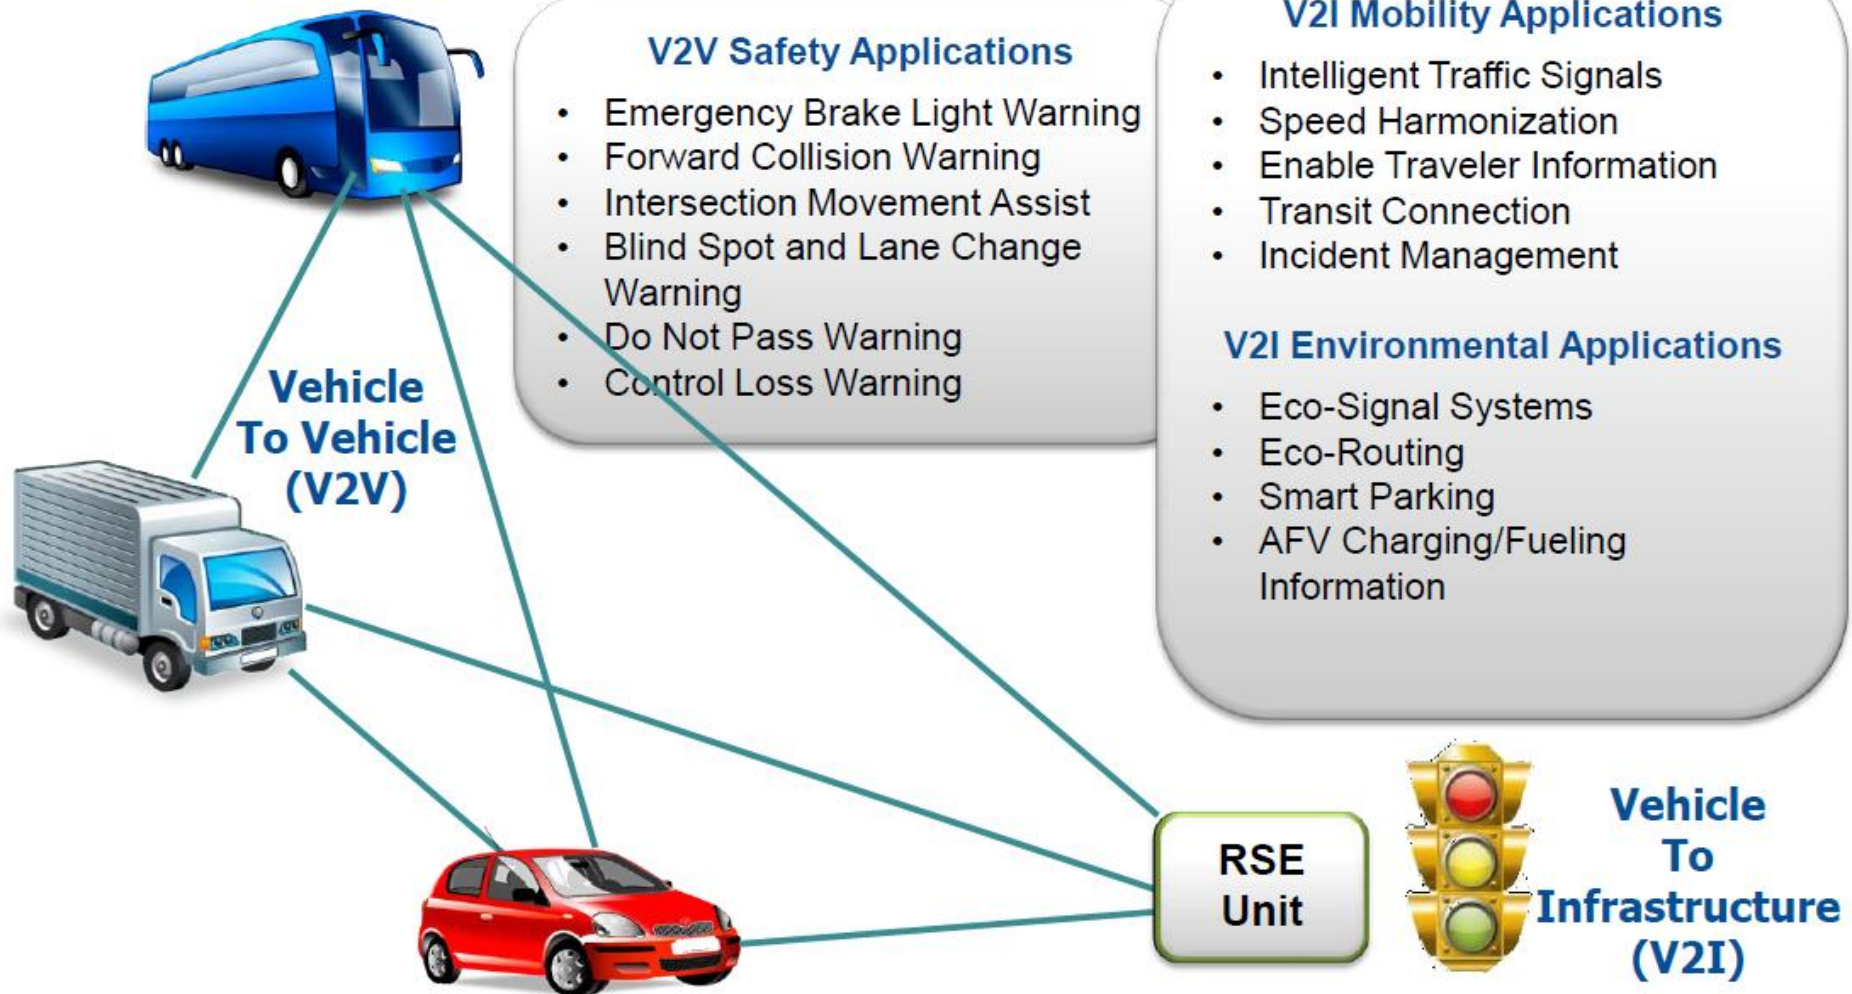 V2V Safety Applications
• Emergency Brake Light Warning
• Forward Collision Warning
• Intersection Movement Assist
• Blind Spot and Lane Change
Warning
• Do Not Pass Warning
• Control Loss Warning
V2I Mobility Applications
• Intelligent Traffic Signals
• Speed Harmonization
• Enable Traveler Information
• Transit Connection
• Incident Management
V2I Environmental Applications
• Eco-Signal Systems
• Eco-Routing
• Smart Parking
• AFV Charging/Fueling
Information
Vehicle
To Vehicle
(V2V)
RSE
Unit
Vehicle
To
Infrastructure
(V2I)